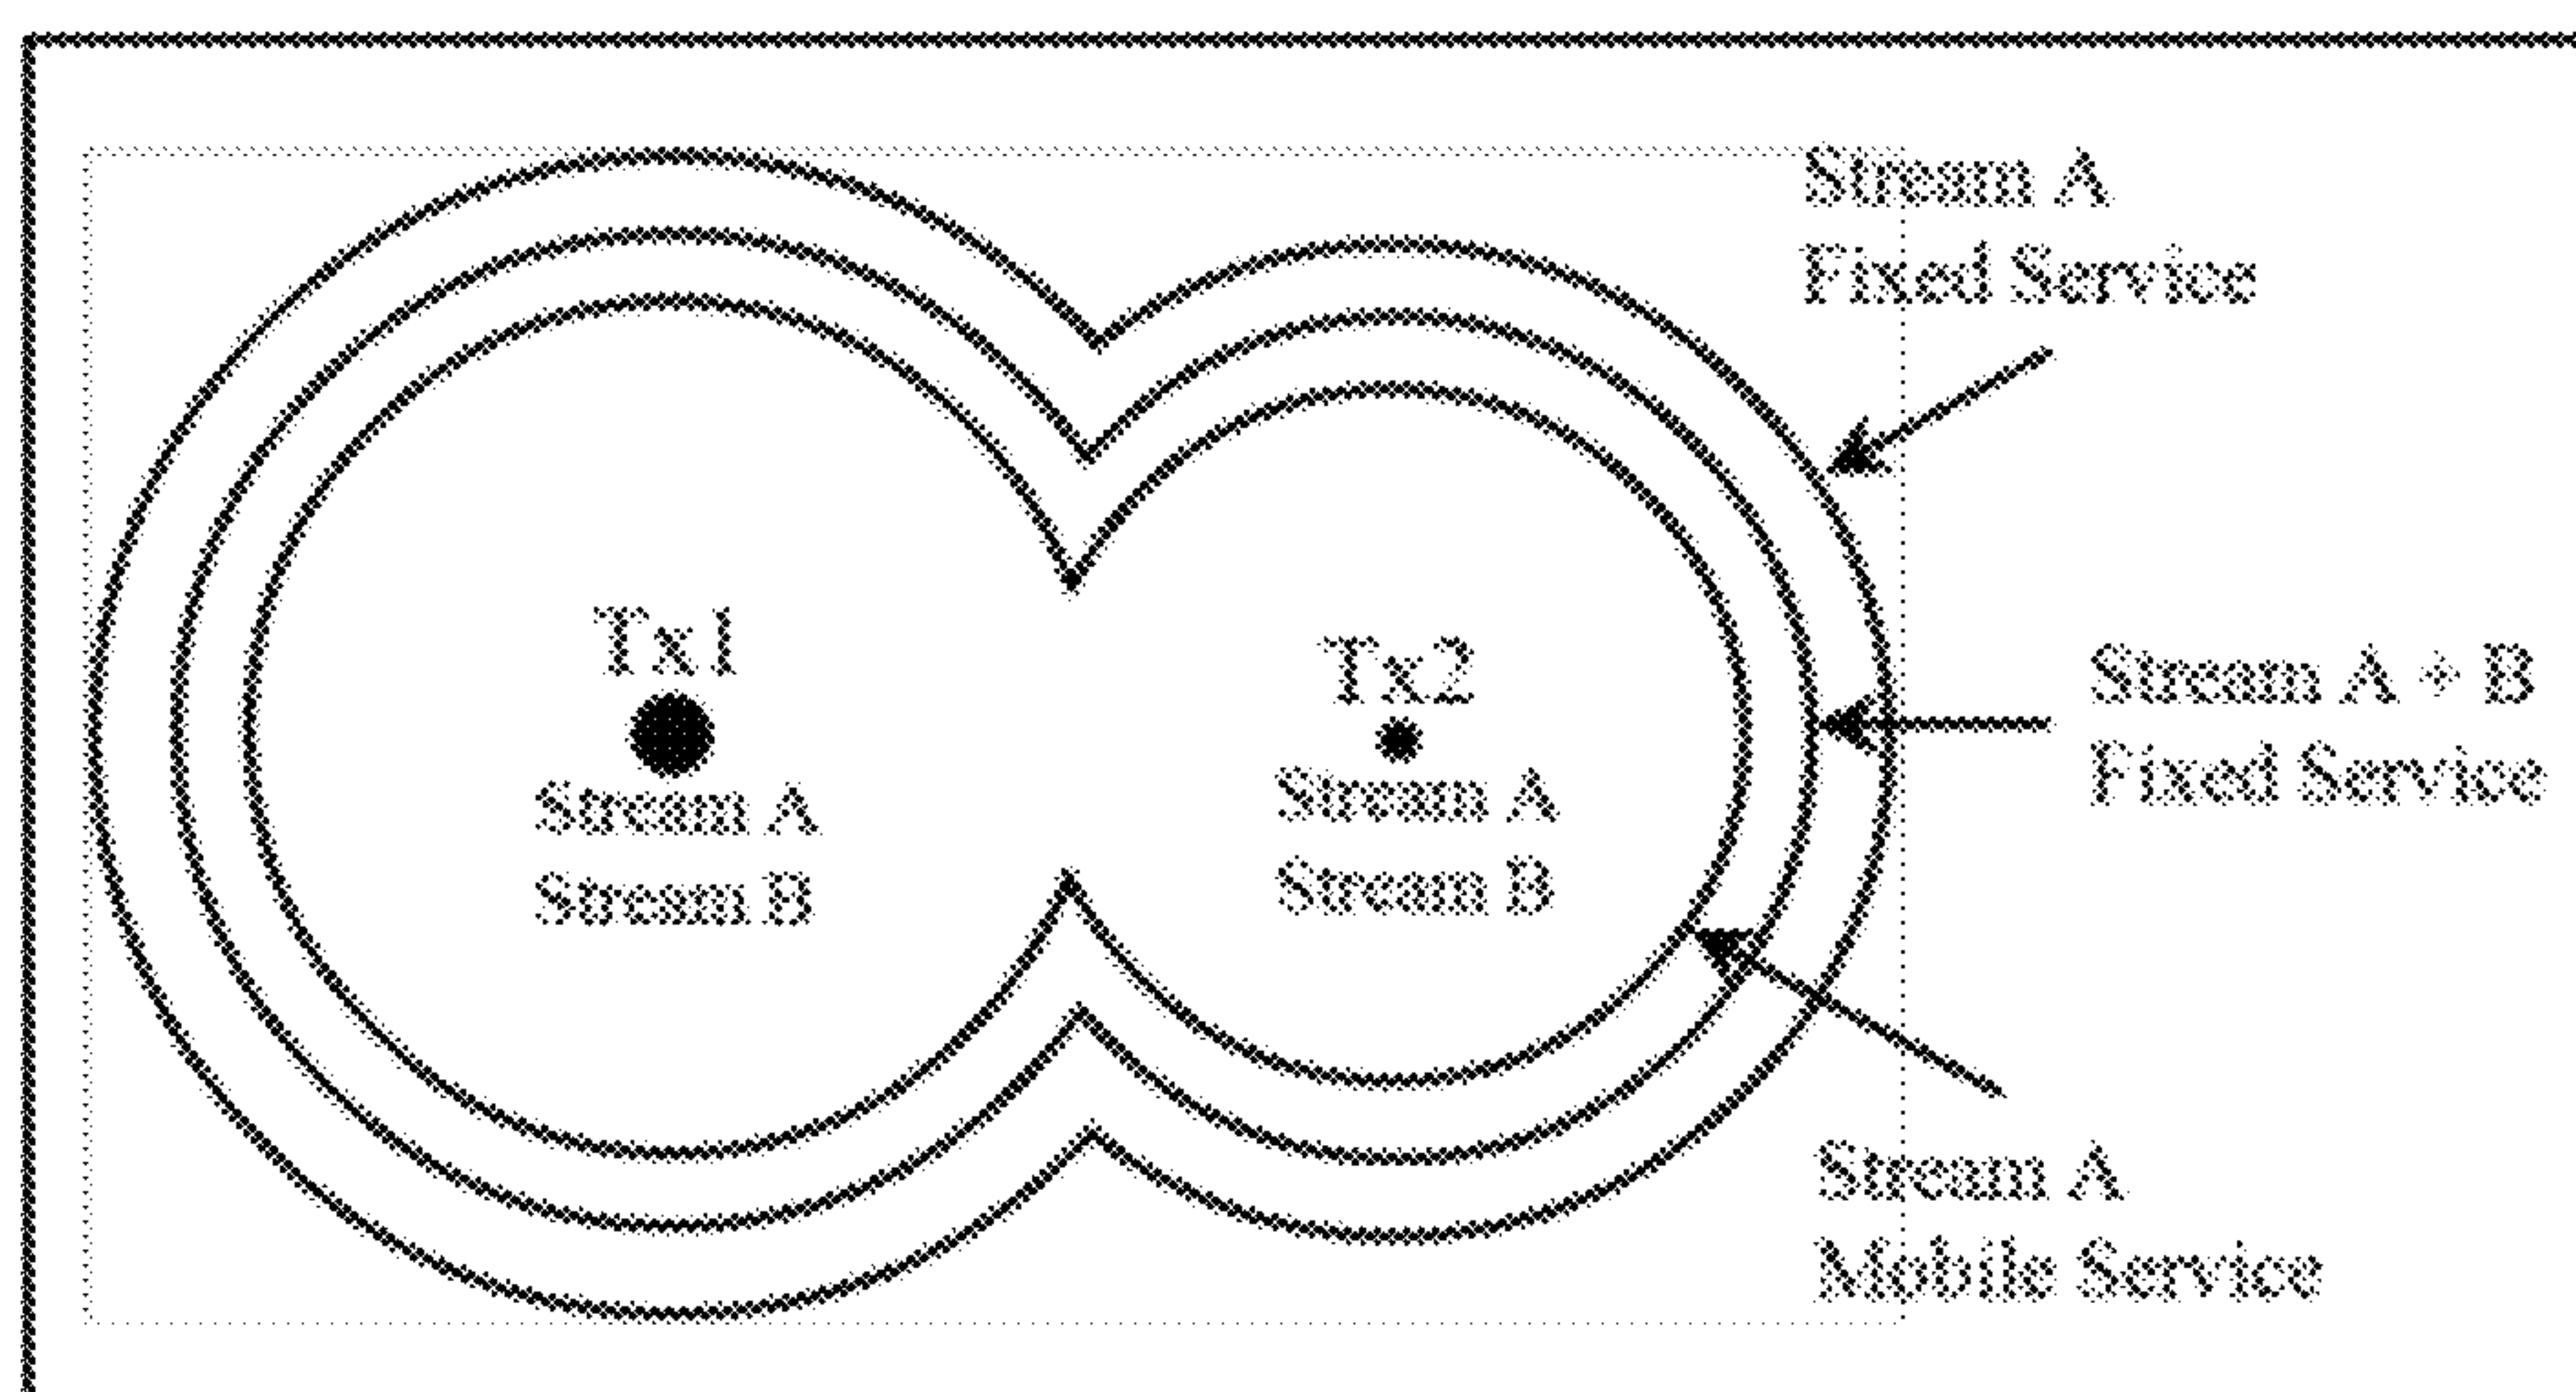 Stream A
Fixed Service
Tx1
Stream A
Stream B
Tx2
Stream A
Stream B
Stream A + B
Fixed Service
Stream A
Mobile Service